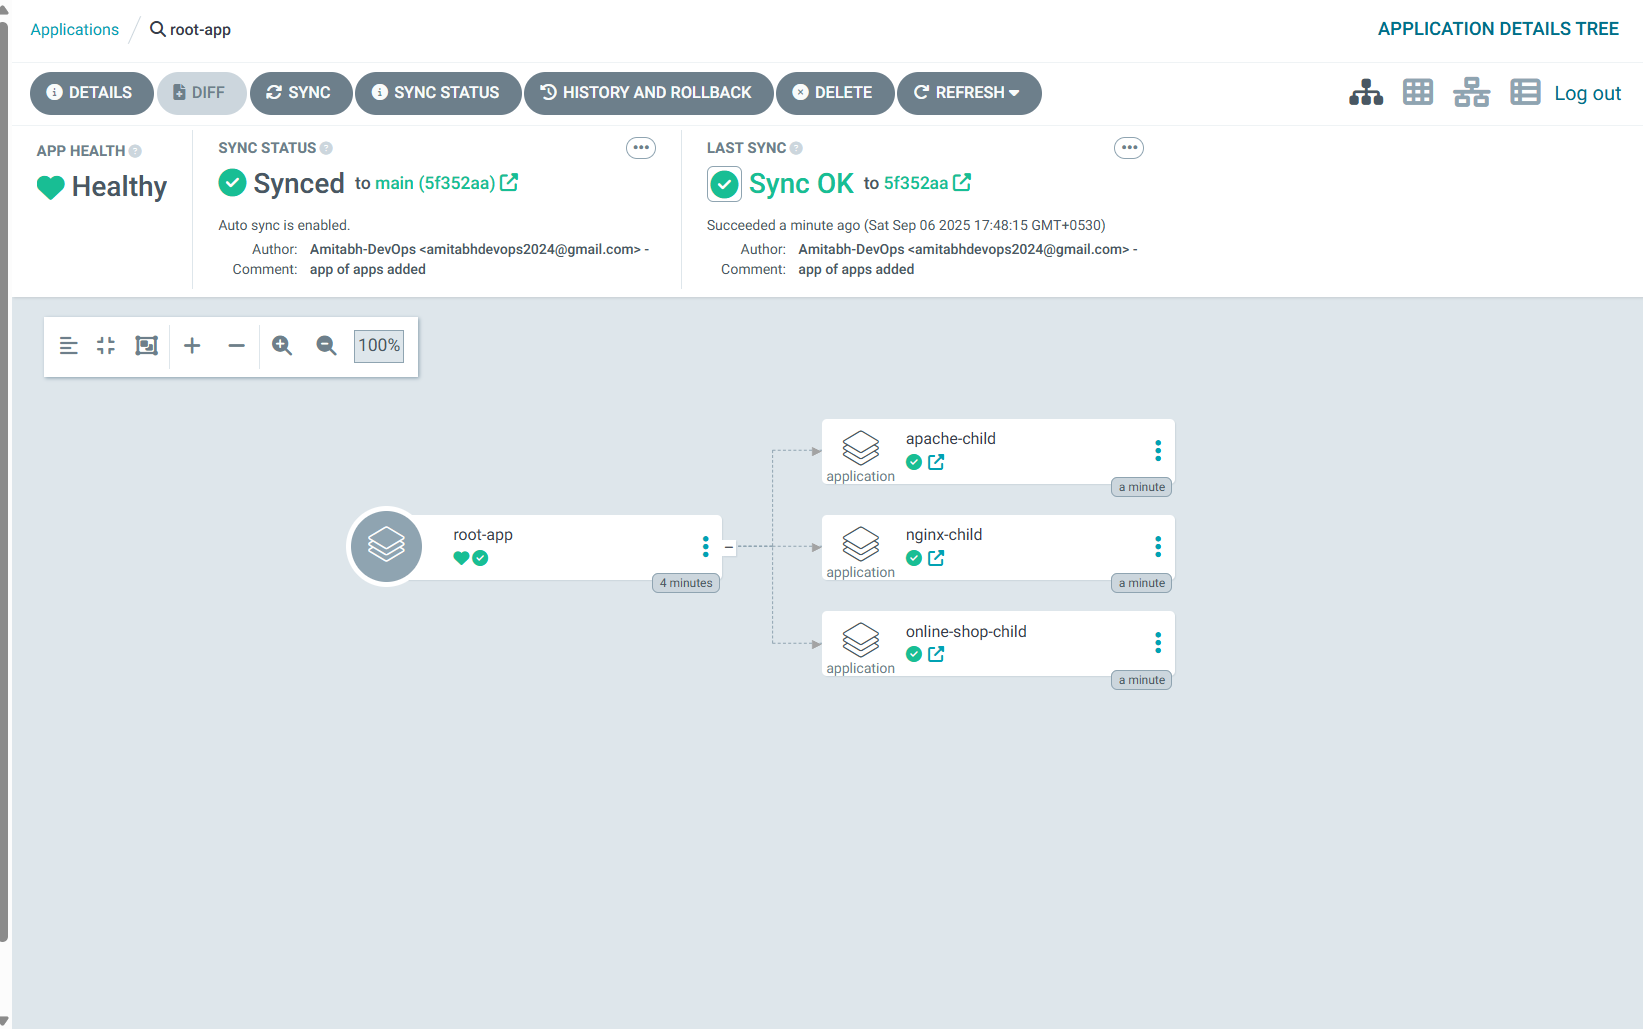 Applications / root-app
APPLICATION DETAILS TREE
DETAILS
DIFF
SYNC
SYNC STATUS
HISTORY AND ROLLBACK
DELETE
REFRESH
Log out
APP HEALTH
Healthy
SYNC STATUS
Synced to main (5f352aa)
Auto sync is enabled.
Author: Amitabh-DevOps <amitabhdevops2024@gmail.com> -
Comment: app of apps added
LAST SYNC
Sync OK to 5f352aa
Succeeded a minute ago (Sat Sep 06 2025 17:48:15 GMT+0530)
Author: Amitabh-DevOps <amitabhdevops2024@gmail.com> -
Comment: app of apps added
100%
root-app
4 minutes
apache-child
application
a minute
nginx-child
application
a minute
online-shop-child
application
a minute